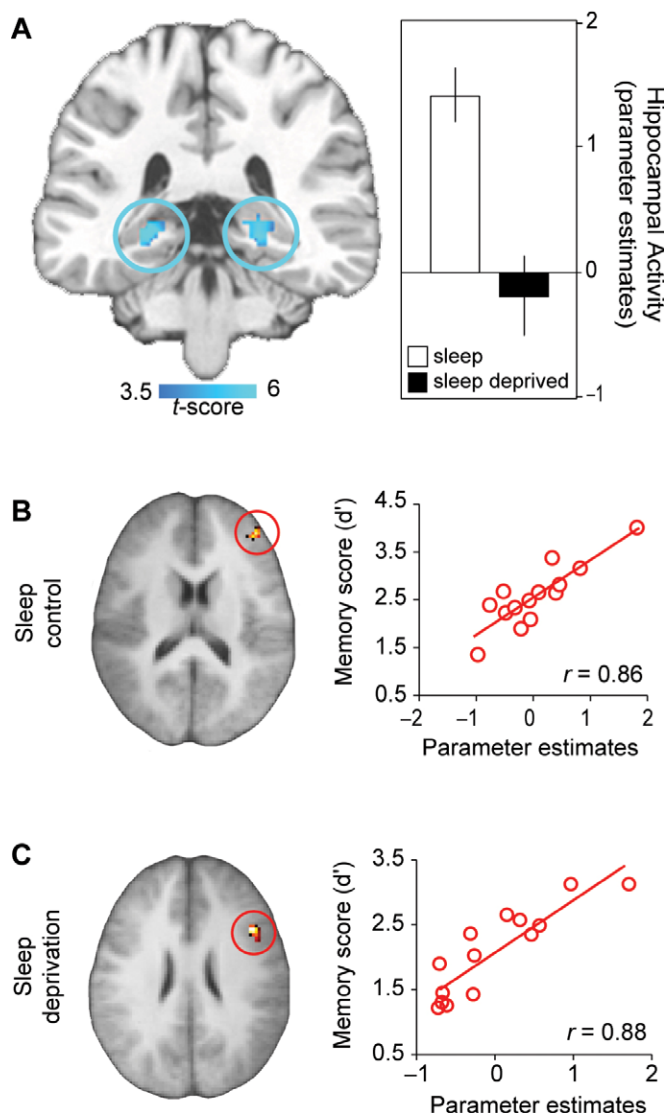 A
2
1
0
−1
Hippocampal Activity
(parameter estimates)
sleep
sleep deprived
3.5
6
t-score
B
Sleep
control
Memory score (d')
4.5
3.5
2.5
1.5
0.5
r = 0.86
−2
−1
0
1
2
Parameter estimates
C
Sleep
deprivation
Memory score (d')
3.5
2.5
1.5
0.5
r = 0.88
−1
0
1
2
Parameter estimates